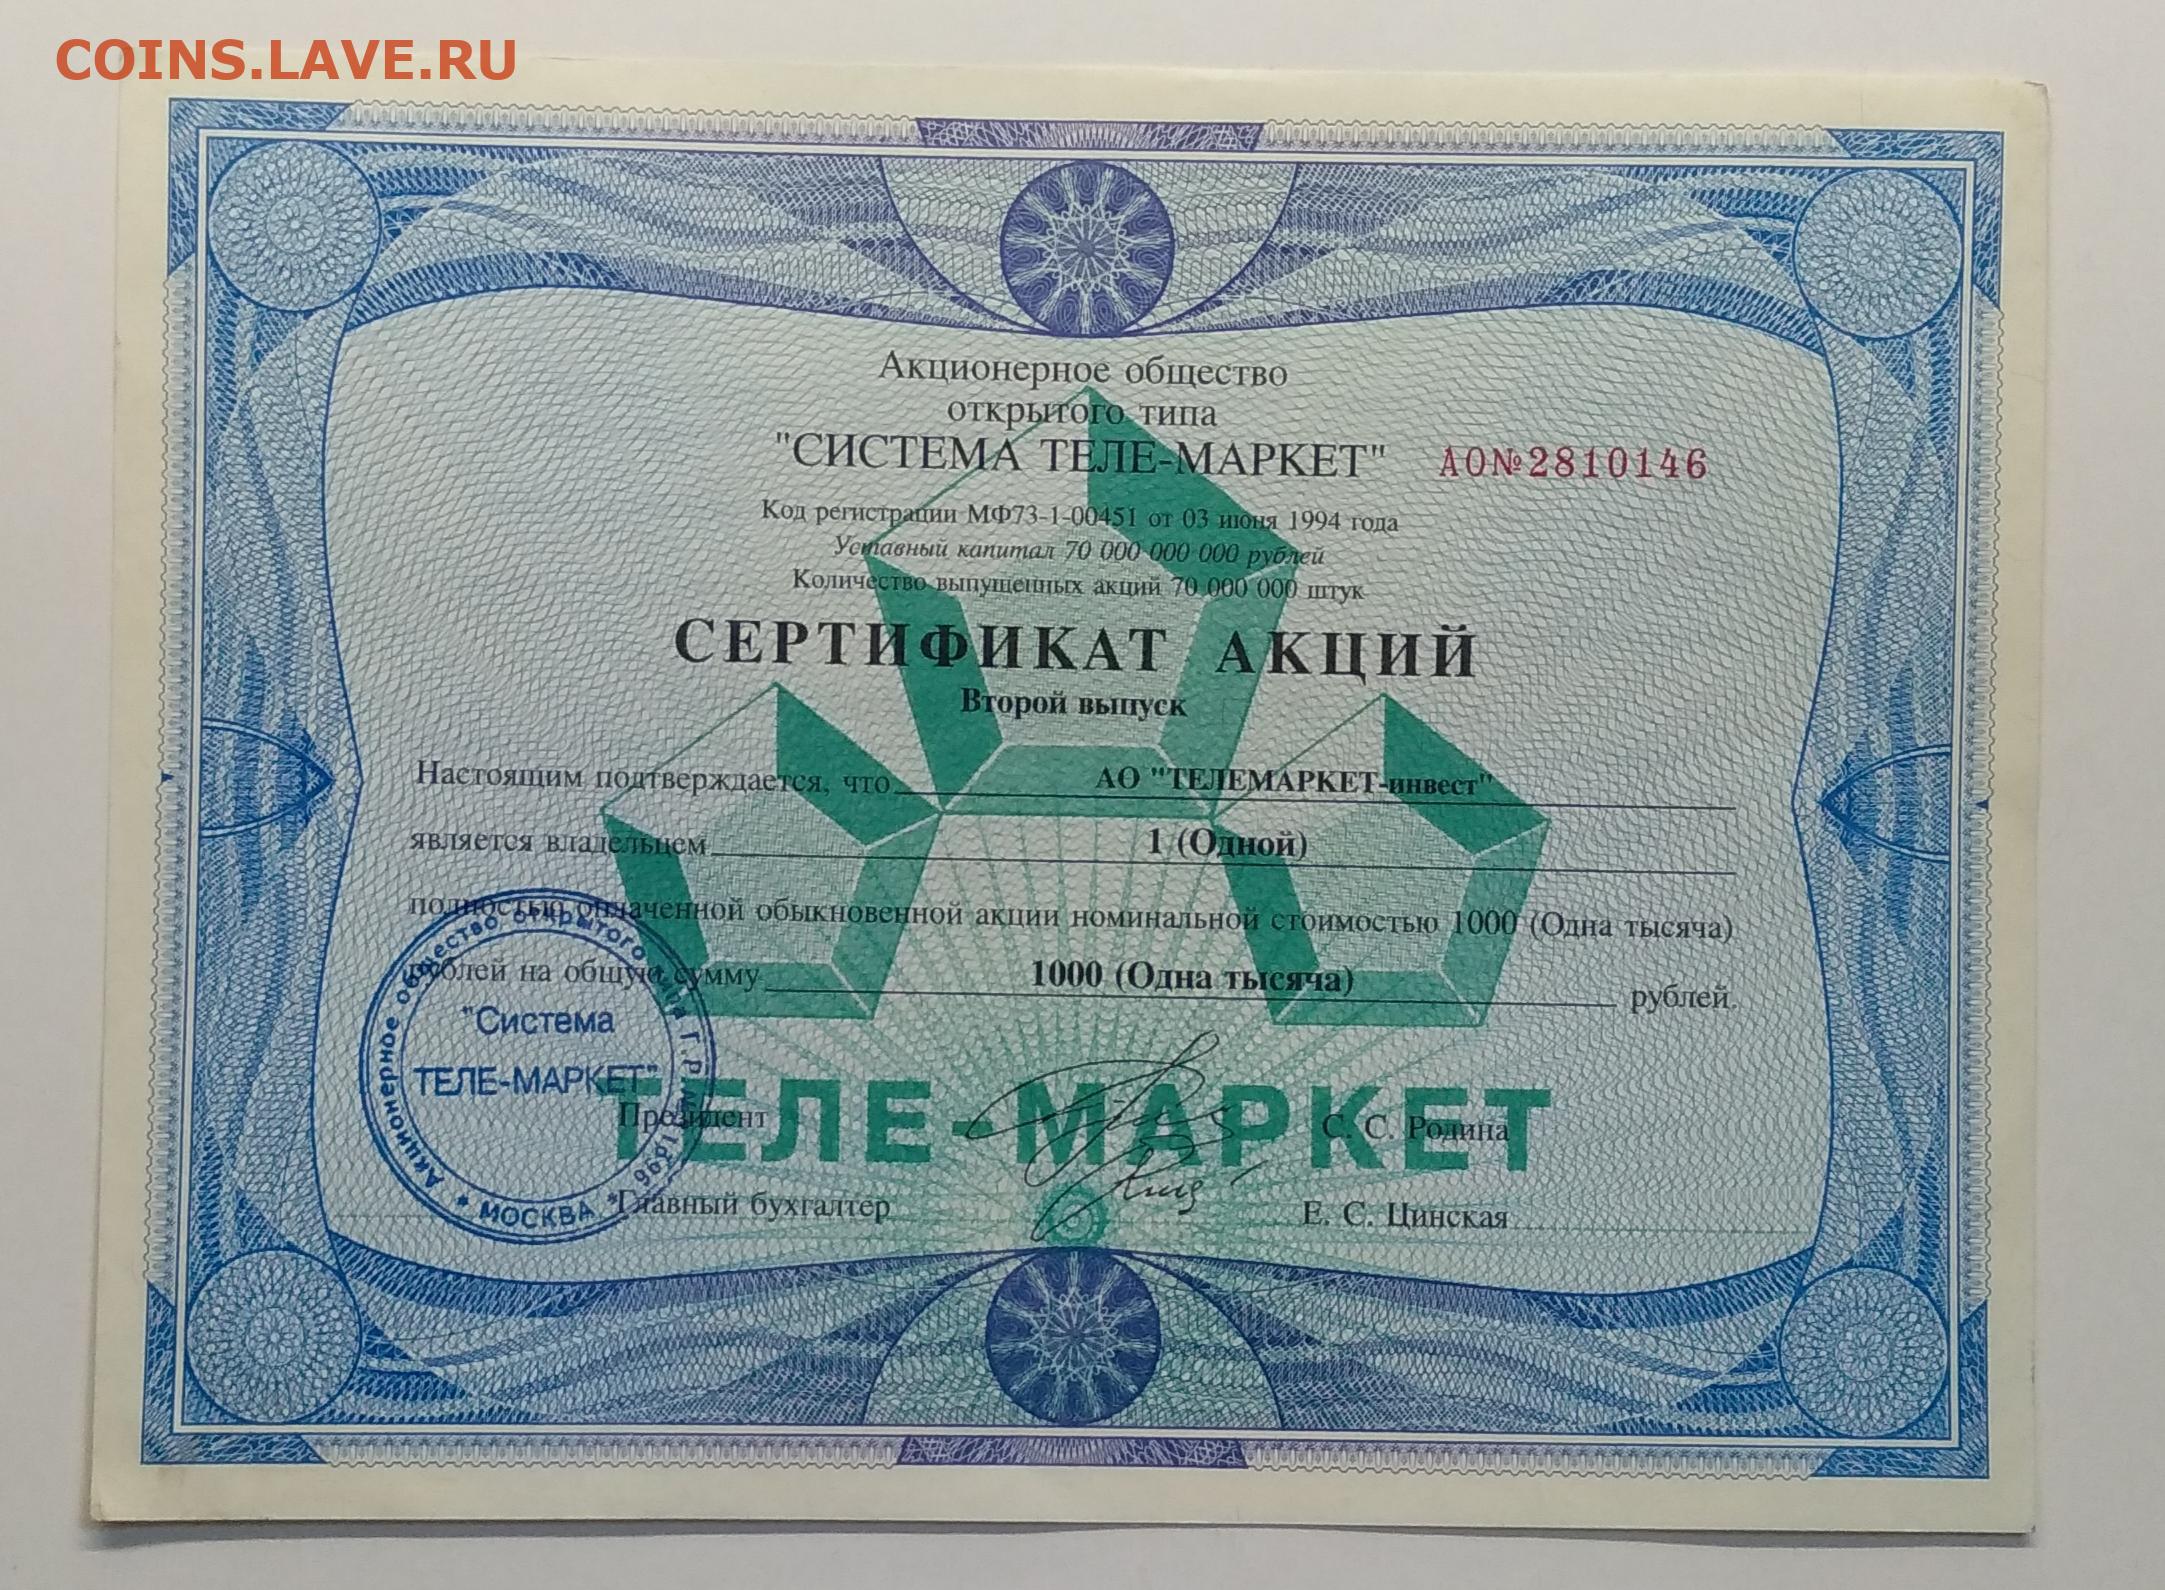 COINS.LAVE.RU
Акционерное общество
открытого типа
"СИСТЕМА ТЕЛЕ-МАРКЕТ" АО№2810146
Код регистрации МФ73-1-00451 от 03 июня 1994 года
Уставный капитал 70 000 000 000 рублей
Количество выпущенных акций 70 000 000 штук
СЕРТИФИКАТ АКЦИЙ
Второй выпуск
Настоящим подтверждается, что АО "ТЕЛЕМАРКЕТ-инвест"
является владельцем 1 (Одной)
полностью оплаченной обыкновенной акции номинальной стоимостью 1000 (Одна тысяча)
рублей на общую сумму 1000 (Одна тысяча) рублей.
Акционерное общество открытого типа
"Система
ТЕЛЕ-МАРКЕТ"
* МОСКВА *
ТЕЛЕ-МАРКЕТ
Президент С. С. Родина
Главный бухгалтер Е. С. Цинская